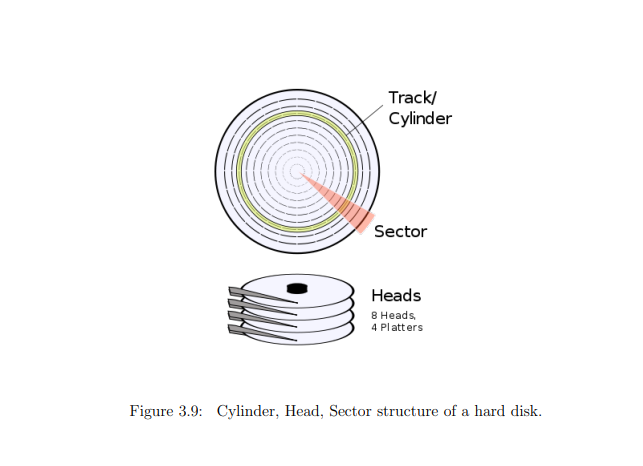 Track/
Cylinder
Sector
Heads
8 Heads,
4 Platters
Figure 3.9: Cylinder, Head, Sector structure of a hard disk.